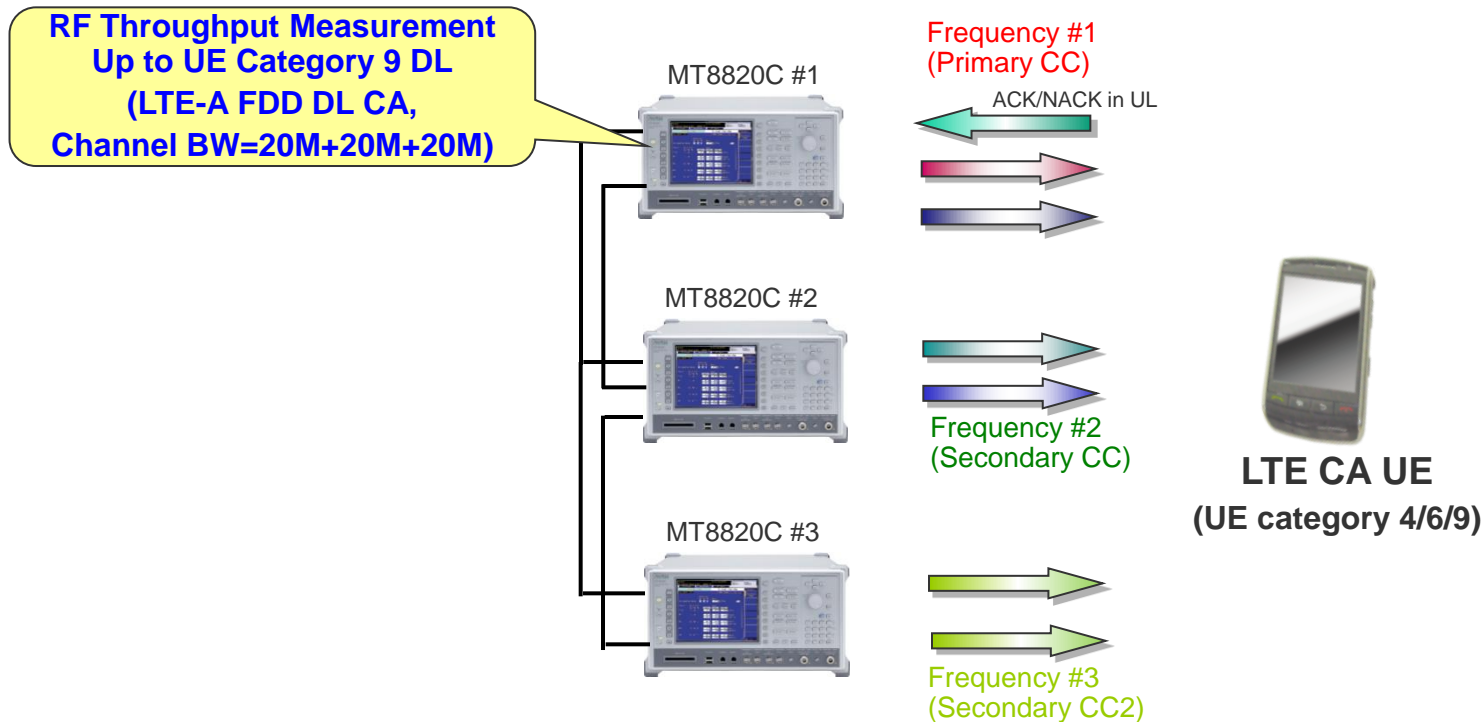 RF Throughput Measurement
Up to UE Category 9 DL
(LTE-A FDD DL CA,
Channel BW=20M+20M+20M)
MT8820C #1
Frequency #1
(Primary CC)
ACK/NACK in UL
MT8820C #2
Frequency #2
(Secondary CC)
LTE CA UE
(UE category 4/6/9)
MT8820C #3
Frequency #3
(Secondary CC2)